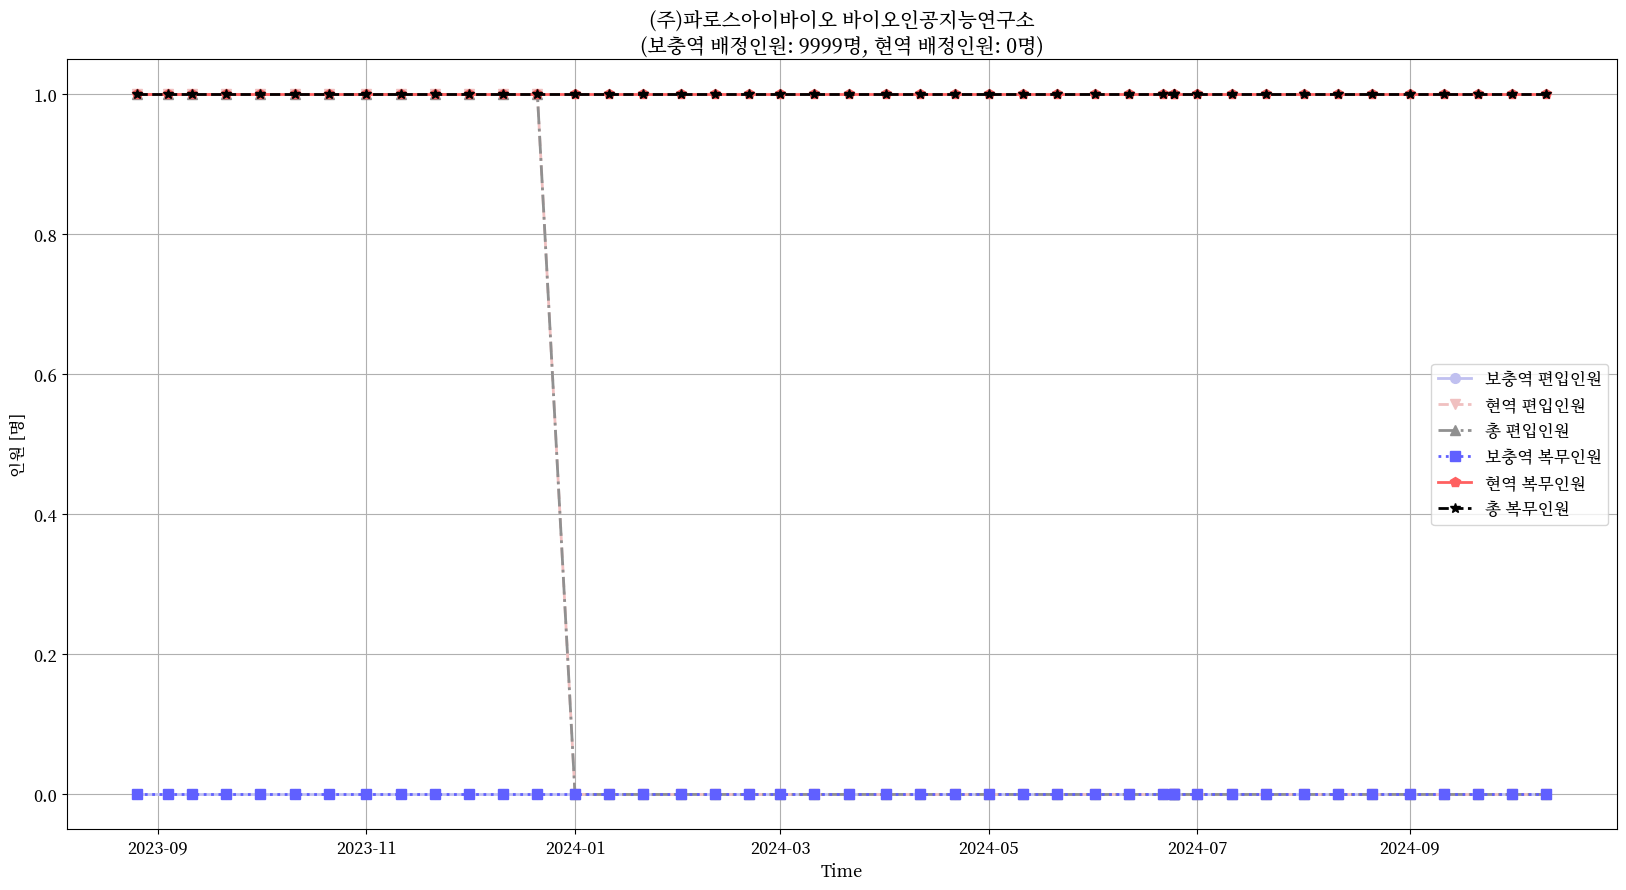 (주)파로스아이바이오 바이오인공지능연구소
(보충역 배정인원: 9999명, 현역 배정인원: 0명)
인원 [명]
1.0
0.8
0.6
0.4
0.2
0.0
보충역 편입인원
현역 편입인원
총 편입인원
보충역 복무인원
현역 복무인원
총 복무인원
2023-09 2023-11 2024-01 2024-03 2024-05 2024-07 2024-09
Time